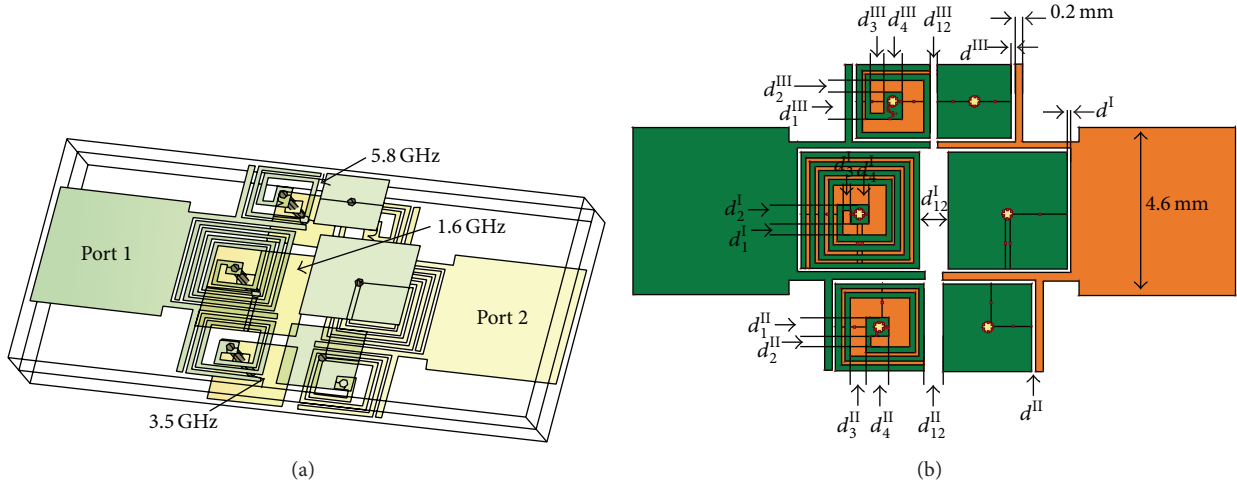 5.8 GHz
1.6 GHz
Port 1
Port 2
3.5 GHz
(a)
d₃ᴵᴵᴵ d₄ᴵᴵᴵ d₁₂ᴵᴵᴵ
0.2 mm
dᴵᴵᴵ
d₂ᴵᴵᴵ
d₁ᴵᴵᴵ
dᴵ
d₃ᴵ d₄ᴵ
d₂ᴵ
d₁₂ᴵ
d₁ᴵ
4.6 mm
d₁ᴵᴵ
d₂ᴵᴵ
d₃ᴵᴵ d₄ᴵᴵ d₁₂ᴵᴵ
dᴵᴵ
(b)